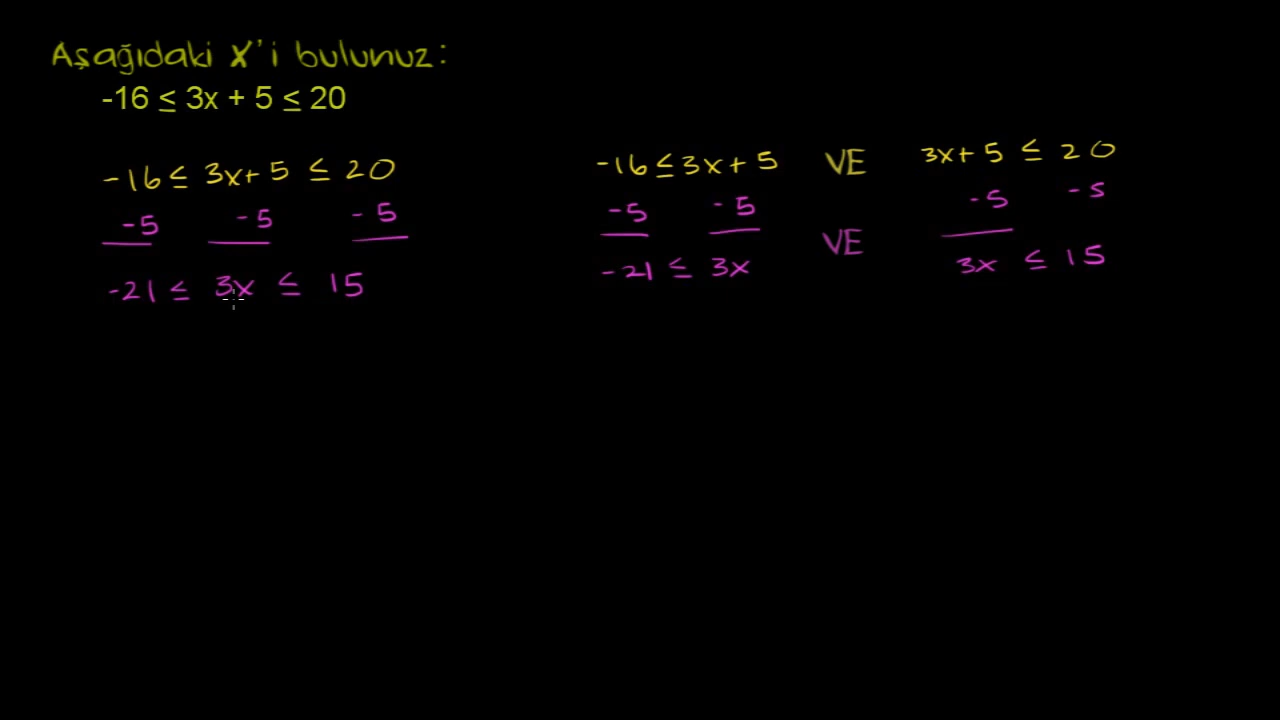 Aşağıdaki x'i bulunuz:
-16 ≤ 3x + 5 ≤ 20
-16 ≤ 3x + 5 ≤ 20
-5 -5 -5
-21 ≤ 3x ≤ 15
-16 ≤ 3x + 5 VE 3x + 5 ≤ 20
-5 -5 -5 -5
VE
-21 ≤ 3x 3x ≤ 15